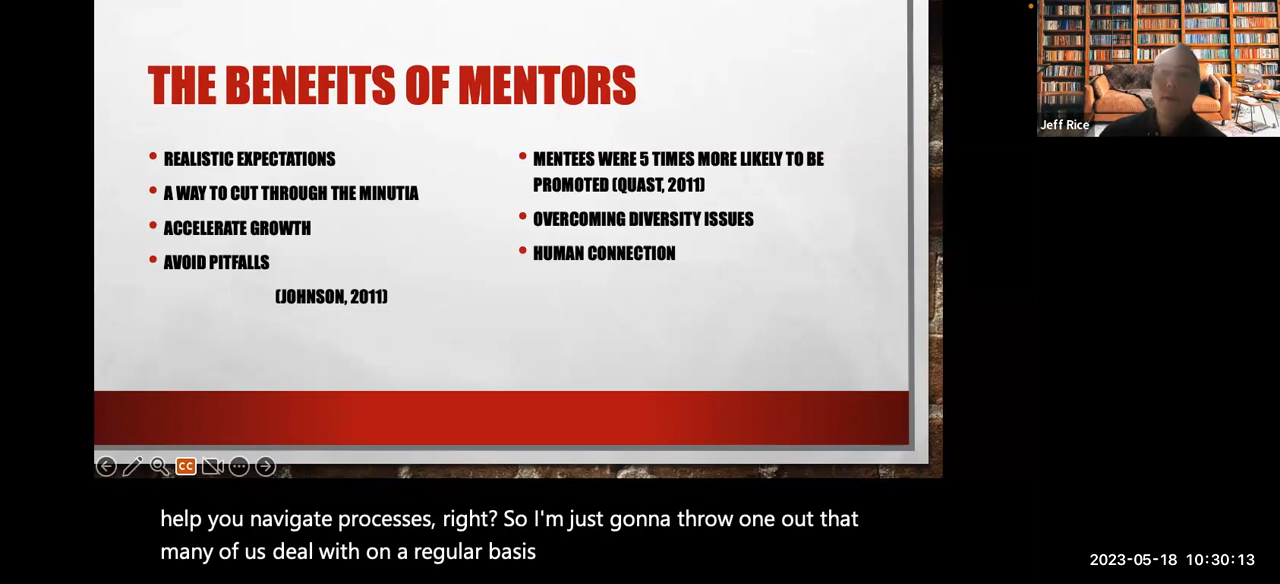 THE BENEFITS OF MENTORS
• REALISTIC EXPECTATIONS
• A WAY TO CUT THROUGH THE MINUTIA
• ACCELERATE GROWTH
• AVOID PITFALLS
(JOHNSON, 2011)
• MENTEES WERE 5 TIMES MORE LIKELY TO BE
PROMOTED (QUAST, 2011)
• OVERCOMING DIVERSITY ISSUES
• HUMAN CONNECTION
Jeff Rice
CC
help you navigate processes, right? So I'm just gonna throw one out that
many of us deal with on a regular basis
2023-05-18 10:30:13